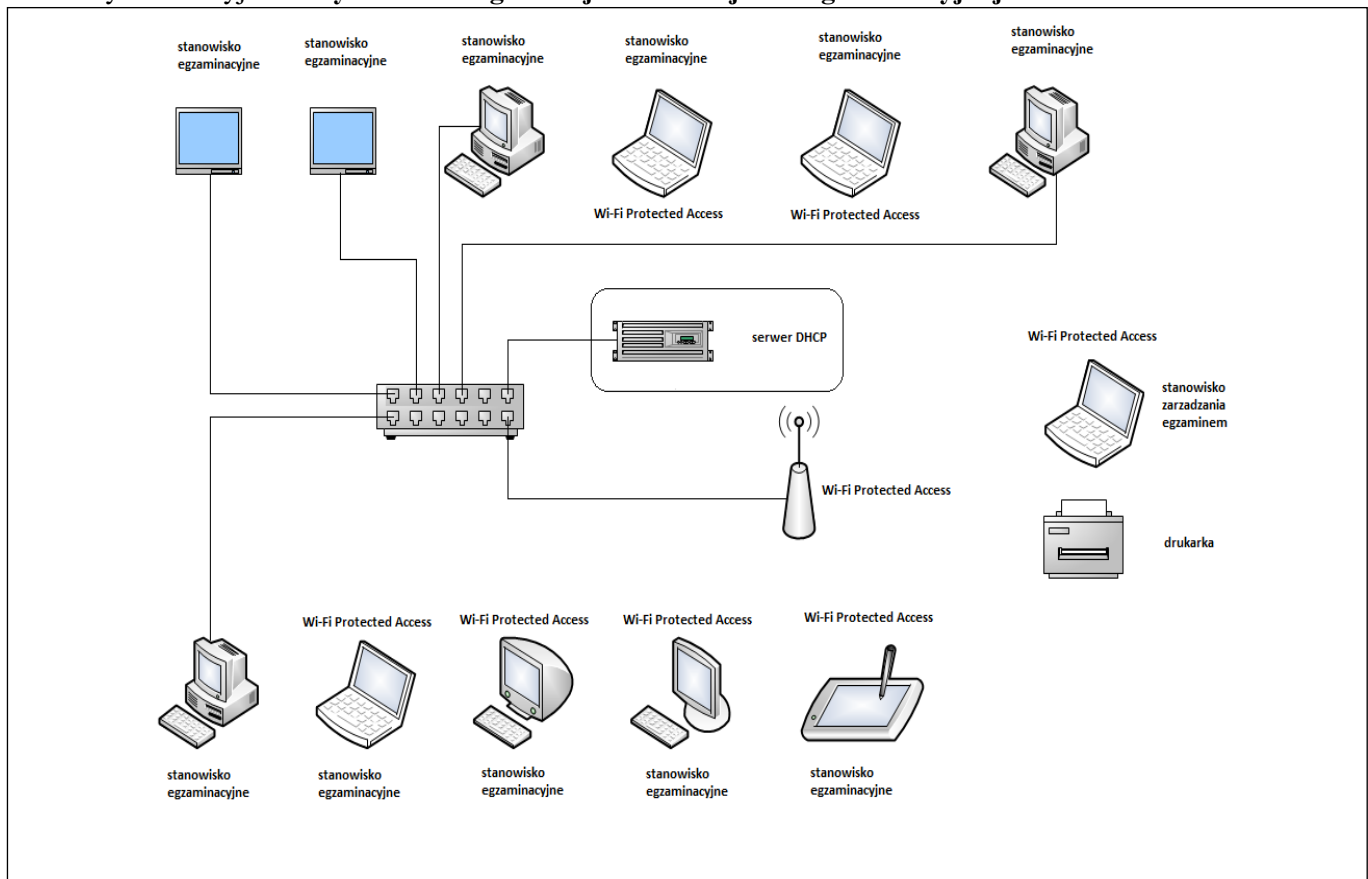 stanowisko
egzaminacyjne
stanowisko
egzaminacyjne
stanowisko
egzaminacyjne
stanowisko
egzaminacyjne
stanowisko
egzaminacyjne
stanowisko
egzaminacyjne
Wi-Fi Protected Access
Wi-Fi Protected Access
serwer DHCP
Wi-Fi Protected Access
stanowisko
zarzadzania
egzaminem
Wi-Fi Protected Access
drukarka
Wi-Fi Protected Access
Wi-Fi Protected Access
Wi-Fi Protected Access
Wi-Fi Protected Access
stanowisko
egzaminacyjne
stanowisko
egzaminacyjne
stanowisko
egzaminacyjne
stanowisko
egzaminacyjne
stanowisko
egzaminacyjne